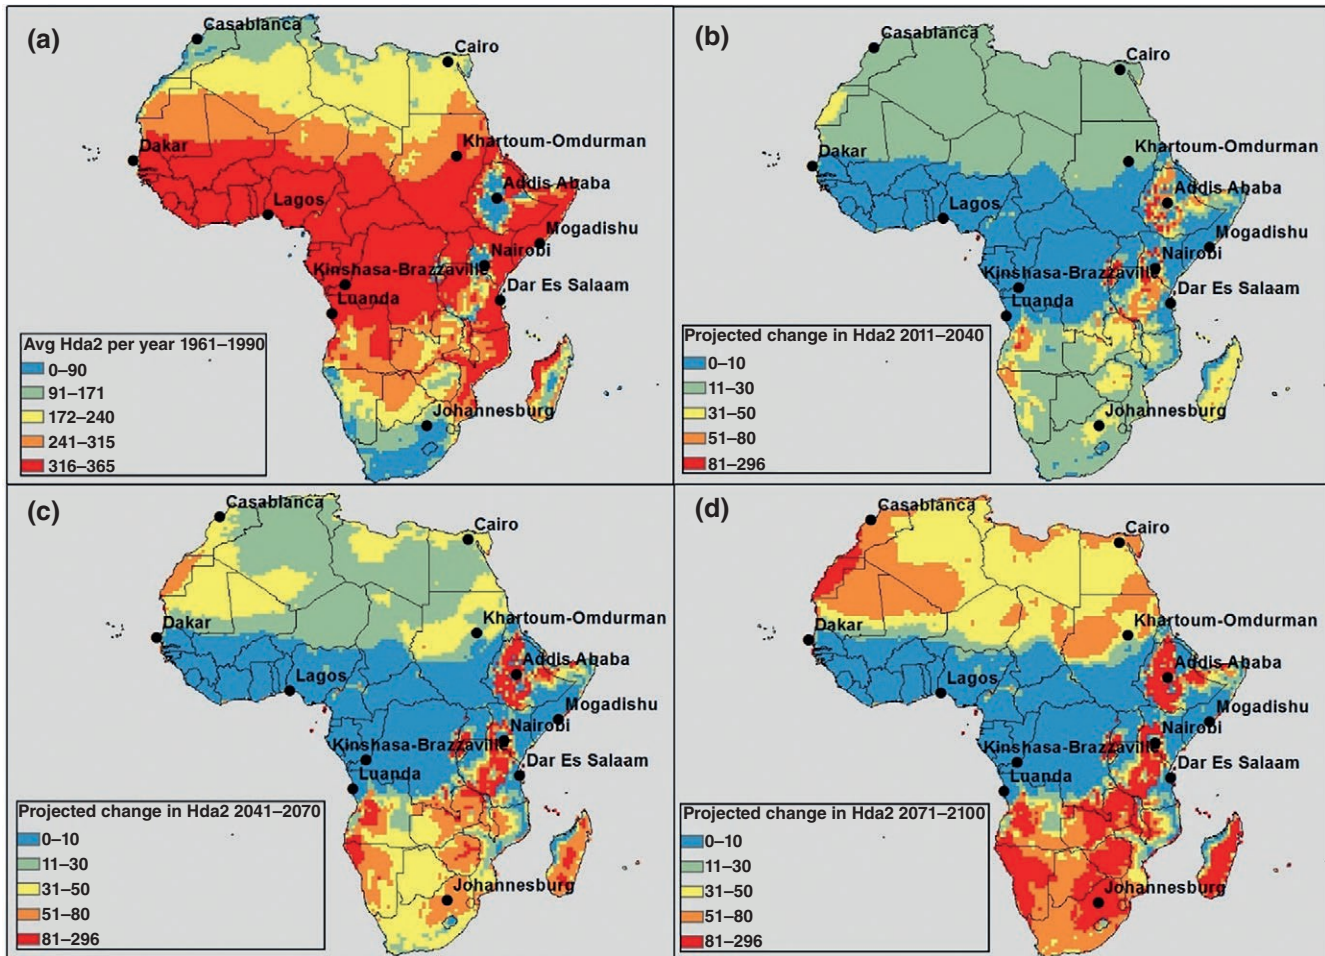 (a)
Casablanca
Cairo
Dakar
Khartoum-Omdurman
Addis Ababa
Lagos
Mogadishu
Nairobi
Kinshasa-Brazzaville
Dar Es Salaam
Luanda
Johannesburg
Avg Hda2 per year 1961–1990
0–90
91–171
172–240
241–315
316–365
(b)
Casablanca
Cairo
Dakar
Khartoum-Omdurman
Addis Ababa
Lagos
Mogadishu
Nairobi
Kinshasa-Brazzaville
Dar Es Salaam
Luanda
Johannesburg
Projected change in Hda2 2011–2040
0–10
11–30
31–50
51–80
81–296
(c)
Casablanca
Cairo
Dakar
Khartoum-Omdurman
Addis Ababa
Lagos
Mogadishu
Nairobi
Kinshasa-Brazzaville
Dar Es Salaam
Luanda
Johannesburg
Projected change in Hda2 2041–2070
0–10
11–30
31–50
51–80
81–296
(d)
Casablanca
Cairo
Dakar
Khartoum-Omdurman
Addis Ababa
Lagos
Mogadishu
Nairobi
Kinshasa-Brazzaville
Dar Es Salaam
Luanda
Johannesburg
Projected change in Hda2 2071–2100
0–10
11–30
31–50
51–80
81–296